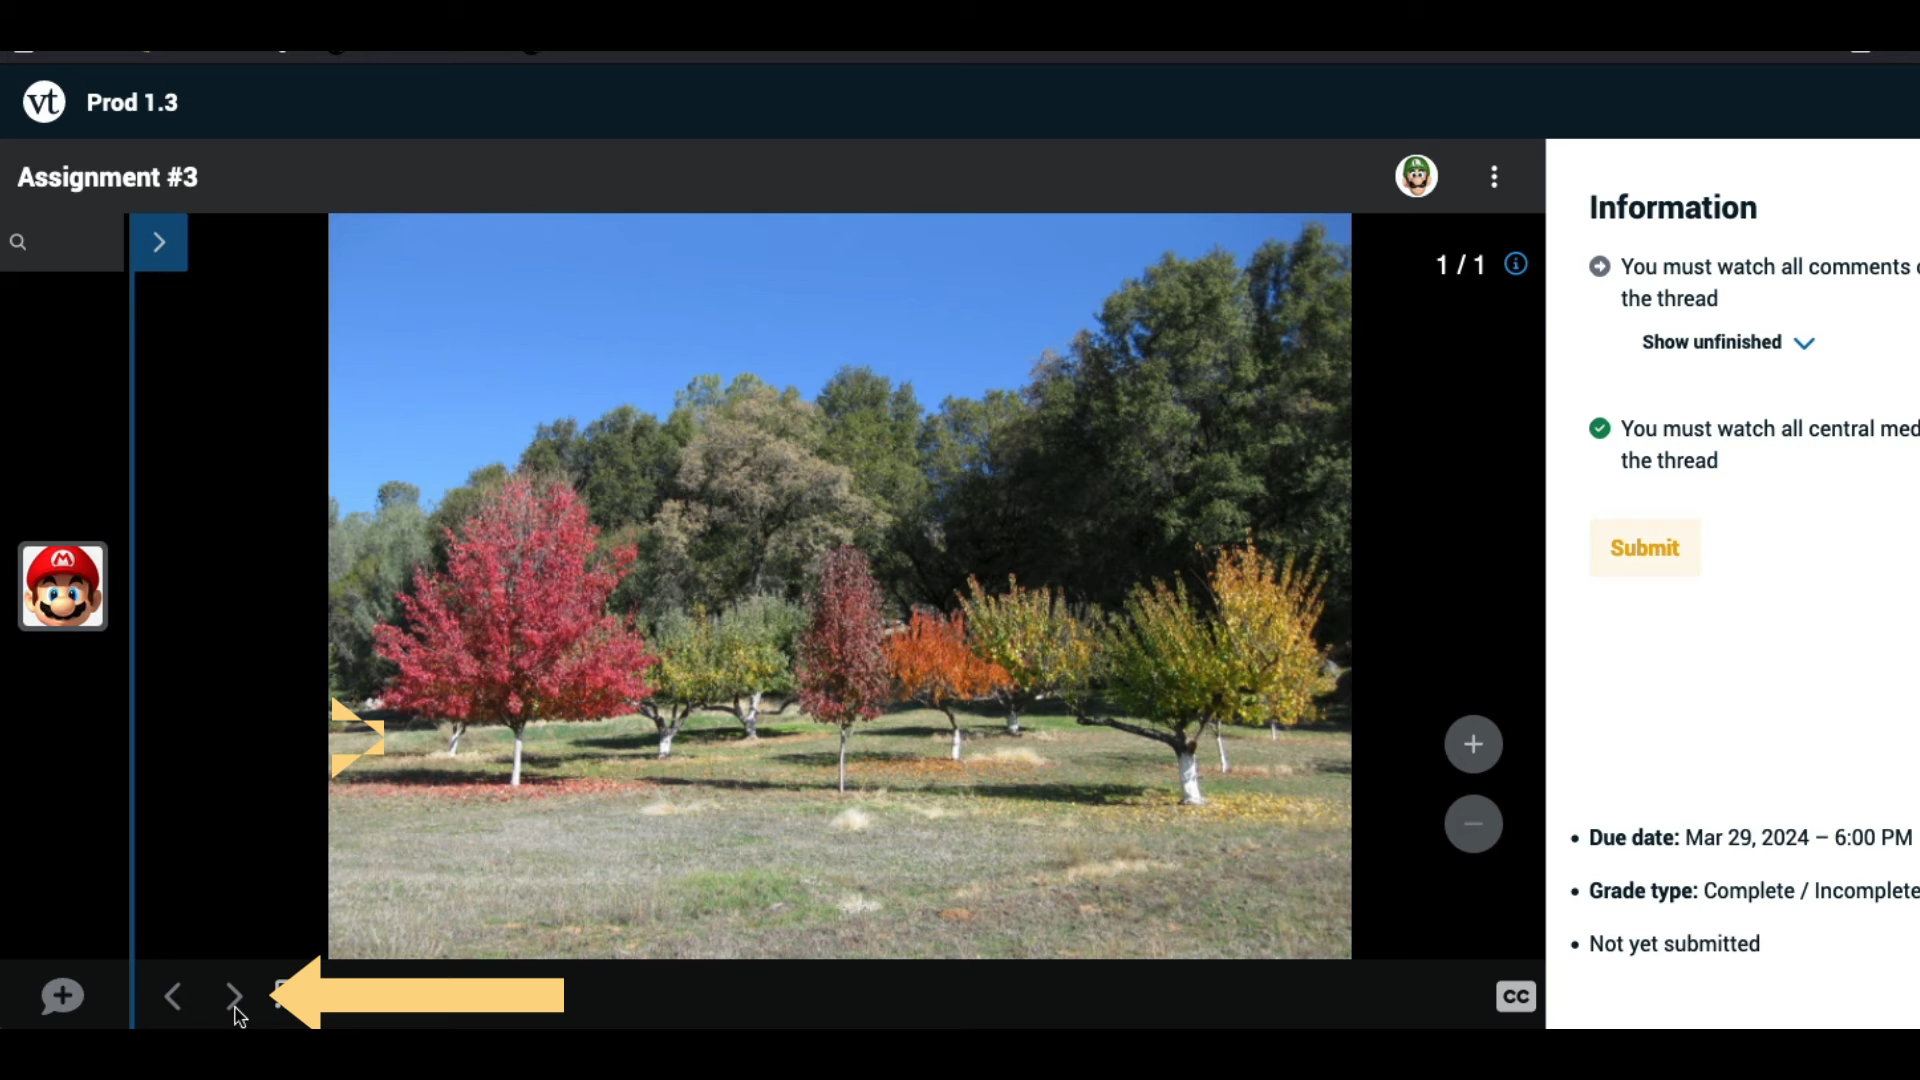 vt Prod 1.3
Assignment #3
1 / 1
Information
You must watch all comments
the thread
Show unfinished
You must watch all central med
the thread
Submit
Due date: Mar 29, 2024 – 6:00 PM
Grade type: Complete / Incomplete
Not yet submitted
M
CC